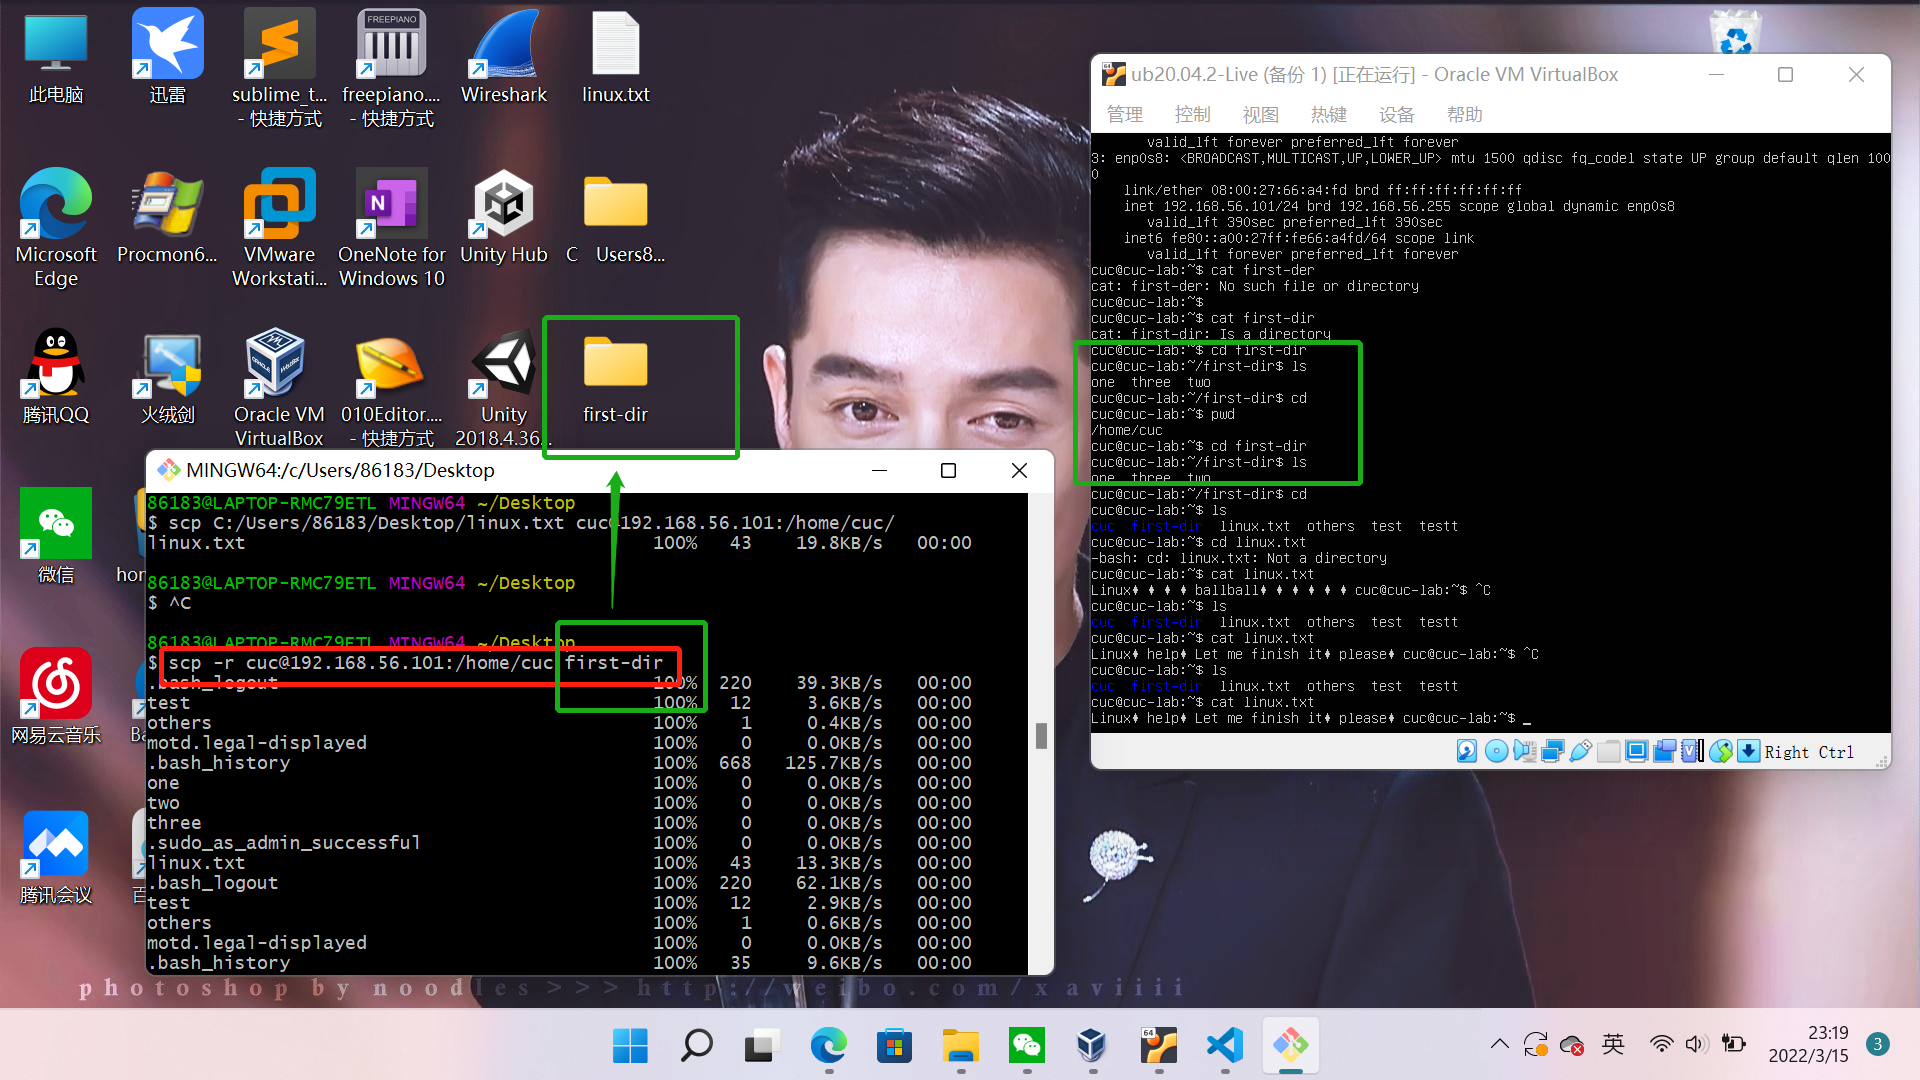 此电脑
迅雷
sublime_t...
- 快捷方式
FREEPIANO
freepiano....
- 快捷方式
Wireshark
linux.txt
Microsoft
Edge
Procmon6...
VMware
Workstati...
N
OneNote for
Windows 10
Unity Hub
C    Users8...
腾讯QQ
火绒剑
Oracle VM
VirtualBox
010Editor....
- 快捷方式
Unity
2018.4.36...
first-dir
微信
网易云音乐
腾讯会议
MINGW64:/c/Users/86183/Desktop
86183@LAPTOP-RMC79ETL MINGW64 ~/Desktop
$ scp C:/Users/86183/Desktop/linux.txt cuc@192.168.56.101:/home/cuc/
linux.txt 100% 43 19.8KB/s 00:00
86183@LAPTOP-RMC79ETL MINGW64 ~/Desktop
$ ^C
86183@LAPTOP-RMC79ETL MINGW64 ~/Desktop
$ scp -r cuc@192.168.56.101:/home/cuc first-dir
.bash_logout 100% 220 39.3KB/s 00:00
test 100% 12 3.6KB/s 00:00
others 100% 1 0.4KB/s 00:00
motd.legal-displayed 100% 0 0.0KB/s 00:00
.bash_history 100% 668 125.7KB/s 00:00
one 100% 0 0.0KB/s 00:00
two 100% 0 0.0KB/s 00:00
three 100% 0 0.0KB/s 00:00
.sudo_as_admin_successful 100% 0 0.0KB/s 00:00
linux.txt 100% 43 13.3KB/s 00:00
.bash_logout 100% 220 62.1KB/s 00:00
test 100% 12 2.9KB/s 00:00
others 100% 1 0.6KB/s 00:00
motd.legal-displayed 100% 0 0.0KB/s 00:00
.bash_history 100% 35 9.6KB/s 00:00
ub20.04.2-Live (备份 1) [正在运行] - Oracle VM VirtualBox
管理 控制 视图 热键 设备 帮助
valid_lft forever preferred_lft forever
3: enp0s8: <BROADCAST,MULTICAST,UP,LOWER_UP> mtu 1500 qdisc fq_codel state UP group default qlen 100
0
link/ether 08:00:27:66:a4:fd brd ff:ff:ff:ff:ff:ff
inet 192.168.56.101/24 brd 192.168.56.255 scope global dynamic enp0s8
valid_lft 390sec preferred_lft 390sec
inet6 fe80::a00:27ff:fe66:a4fd/64 scope link
valid_lft forever preferred_lft forever
cuc@cuc-lab:~$ cat first-der
cat: first-der: No such file or directory
cuc@cuc-lab:~$
cuc@cuc-lab:~$ cat first-dir
cat: first-dir: Is a directory
cuc@cuc-lab:~$ cd first-dir
cuc@cuc-lab:~/first-dir$ ls
one  three  two
cuc@cuc-lab:~/first-dir$ cd
cuc@cuc-lab:~$ pwd
/home/cuc
cuc@cuc-lab:~$ cd first-dir
cuc@cuc-lab:~/first-dir$ ls
one  three  two
cuc@cuc-lab:~/first-dir$ cd
cuc@cuc-lab:~$ ls
cuc  first-dir  linux.txt  others  test  testt
cuc@cuc-lab:~$ cd linux.txt
-bash: cd: linux.txt: Not a directory
cuc@cuc-lab:~$ cat linux.txt
Linux♦ ♦ ♦ ♦ ballball♦ ♦ ♦ ♦ ♦ ♦ cuc@cuc-lab:~$ ^C
cuc@cuc-lab:~$ ls
cuc  first-dir  linux.txt  others  test  testt
cuc@cuc-lab:~$ cat linux.txt
Linux♦ help♦ Let me finish it♦ please♦ cuc@cuc-lab:~$ ^C
cuc@cuc-lab:~$ ls
cuc  first-dir  linux.txt  others  test  testt
cuc@cuc-lab:~$ cat linux.txt
Linux♦ help♦ Let me finish it♦ please♦ cuc@cuc-lab:~$ _
Right Ctrl
photoshop by noodles >>> http://weibo.com/xaviiii
64
英
23:19
2022/3/15
3